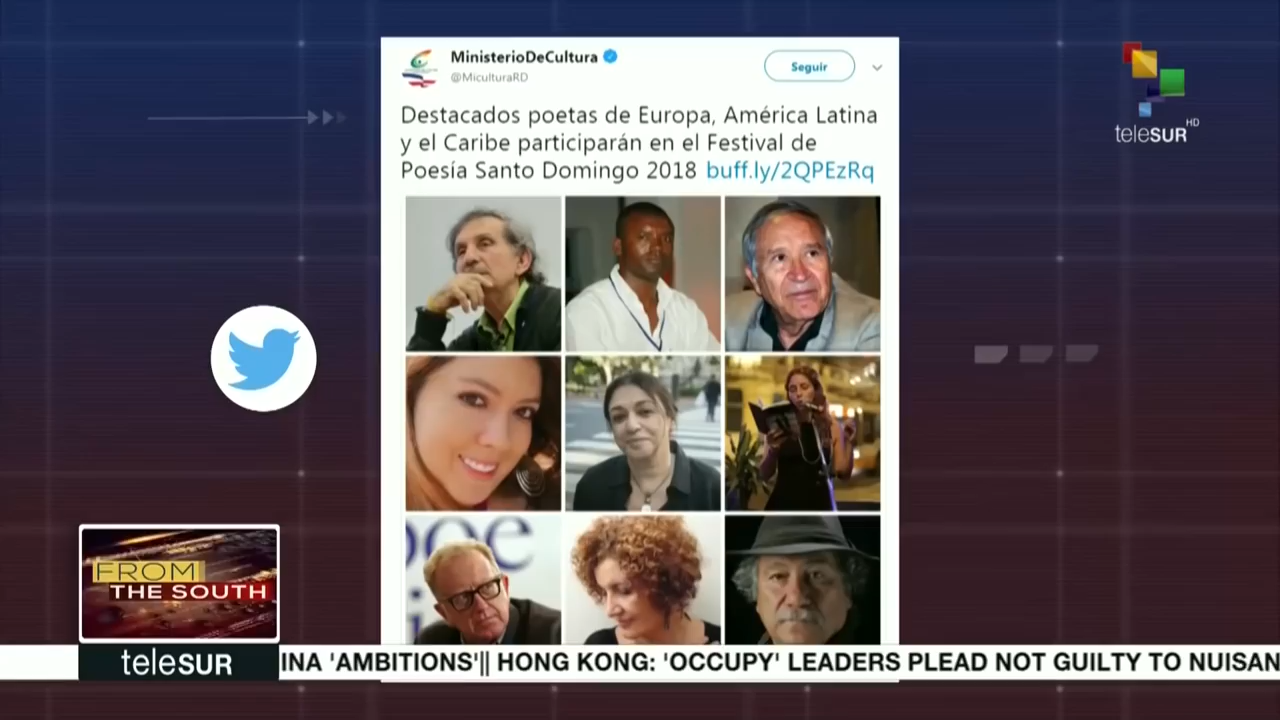 MinisterioDeCultura
@MiculturaRD
Seguir
Destacados poetas de Europa, América Latina
y el Caribe participarán en el Festival de
Poesía Santo Domingo 2018 buff.ly/2QPEzRq
teleSUR HD
poe
FROM
THE SOUTH
teleSUR
INA 'AMBITIONS'|| HONG KONG: 'OCCUPY' LEADERS PLEAD NOT GUILTY TO NUISAN